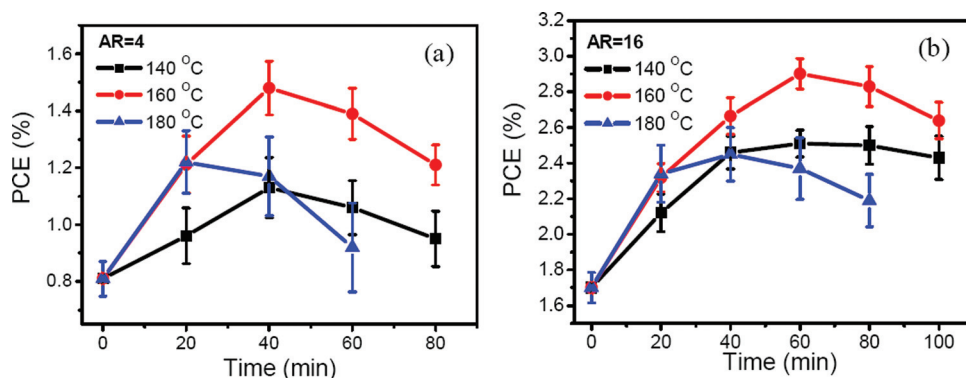 AR=4
(a)
140 °C
160 °C
180 °C
PCE (%)
1.6
1.4
1.2
1.0
0.8
0 20 40 60 80
Time (min)
AR=16
(b)
140 °C
160 °C
180 °C
PCE (%)
3.2
3.0
2.8
2.6
2.4
2.2
2.0
1.8
1.6
0 20 40 60 80 100
Time (min)